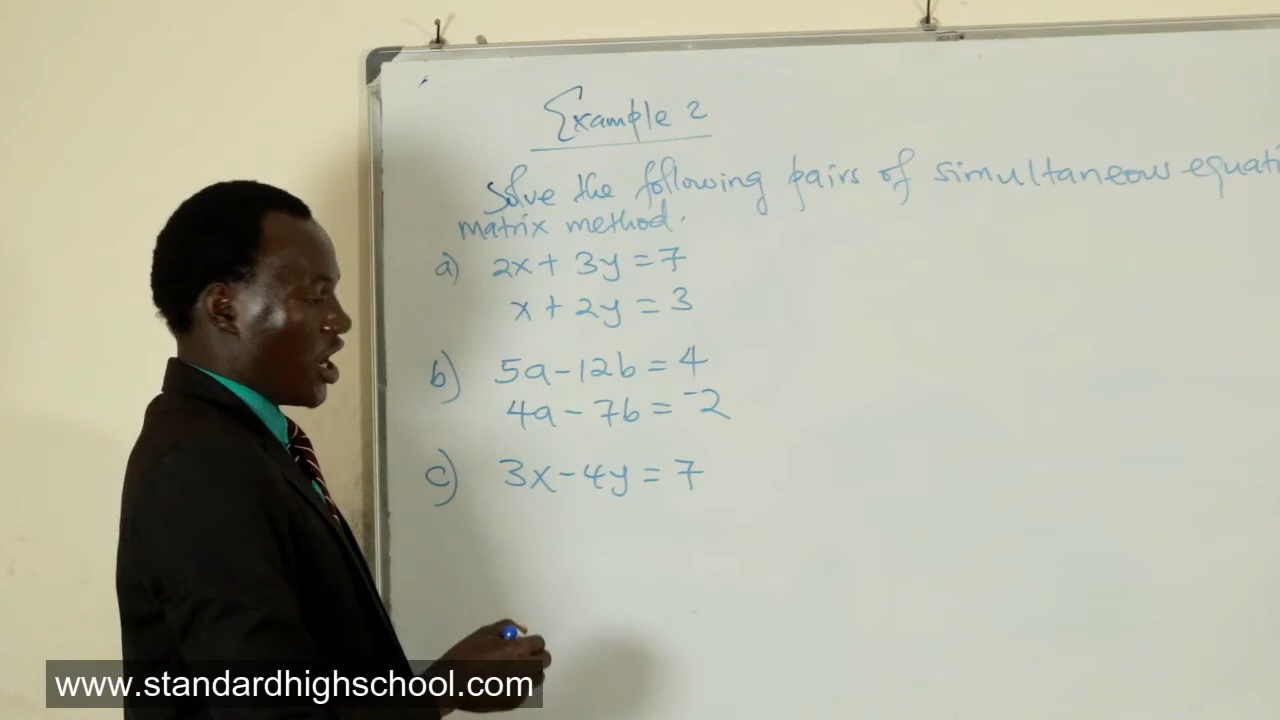 Example 2
Solve the following pairs of simultaneous equati
matrix method.
a) 2x + 3y = 7
x + 2y = 3
b) 5a - 12b = 4
4a - 7b = ⁻2
c) 3x - 4y = 7
www.standardhighschool.com